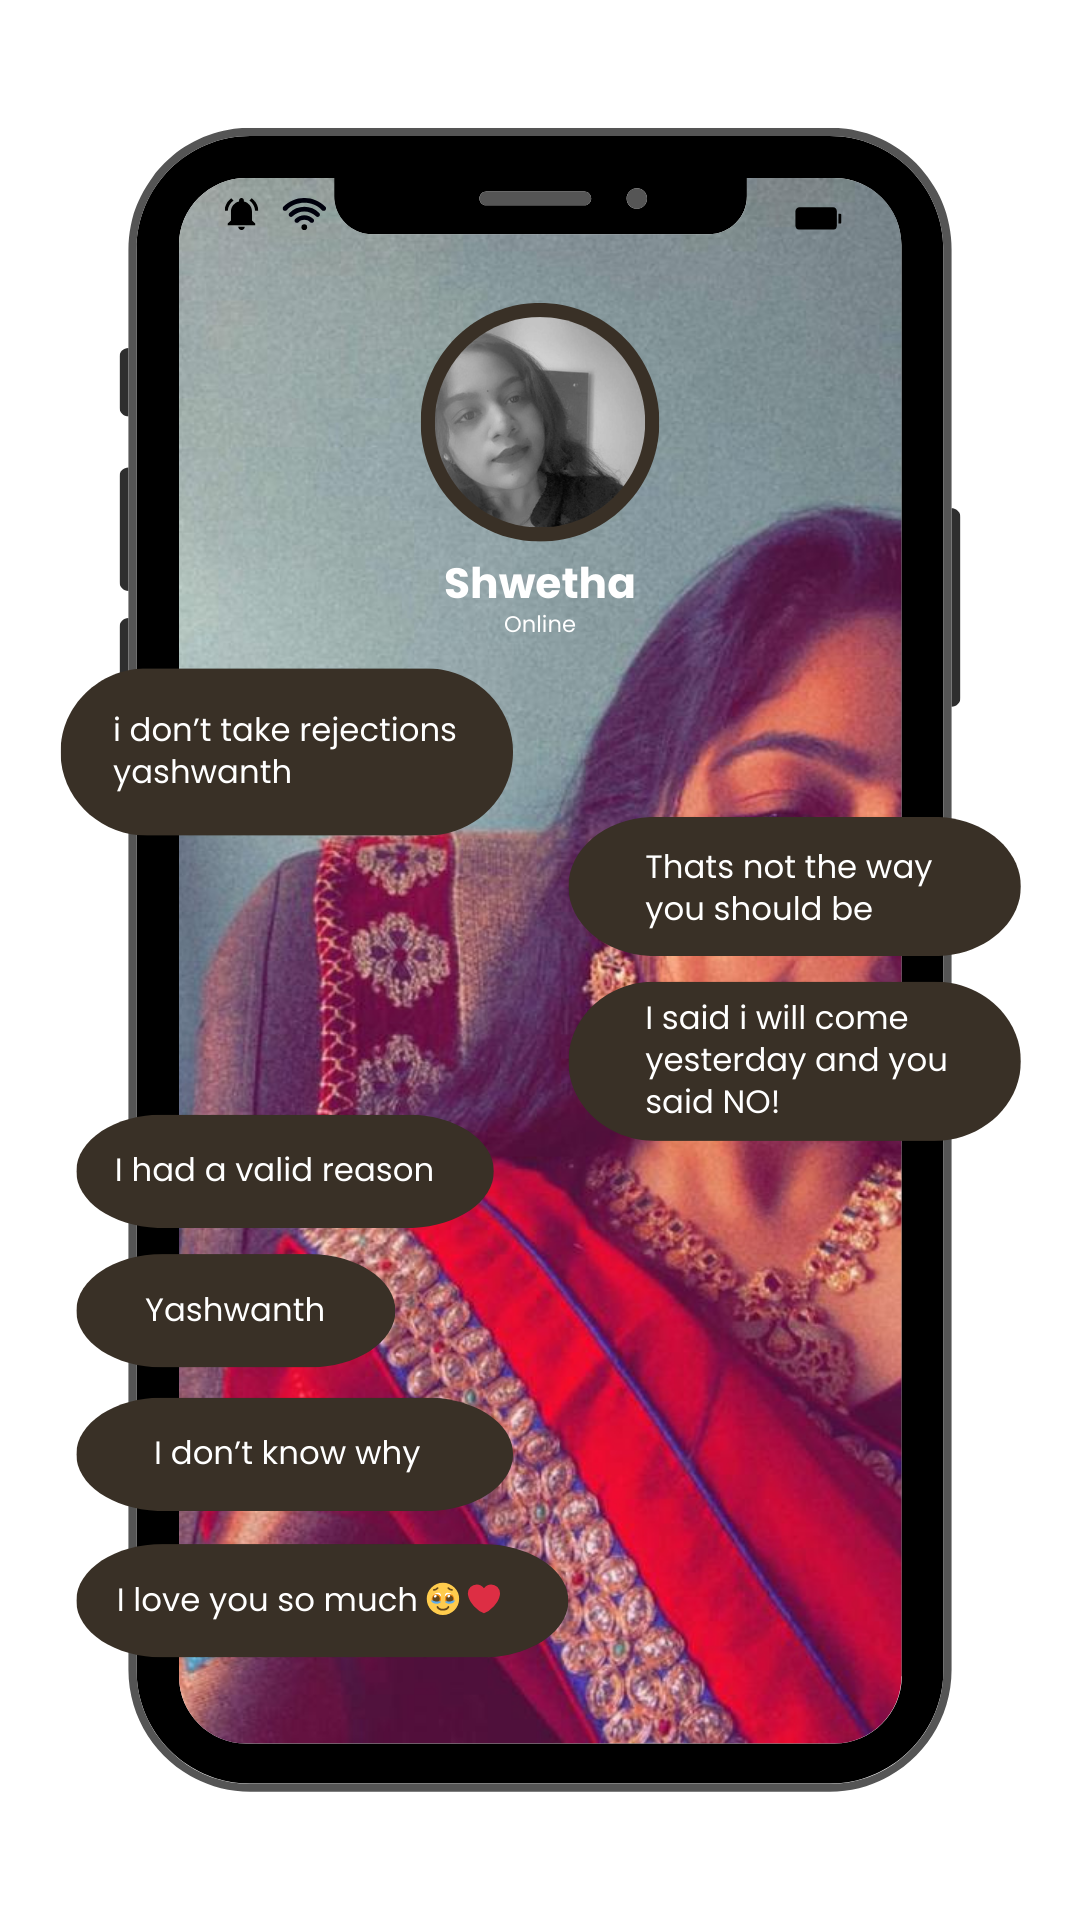 Shwetha
Online
i don’t take rejections
yashwanth
Thats not the way
you should be
I said i will come
yesterday and you
said NO!
I had a valid reason
Yashwanth
I don’t know why
I love you so much 🥹❤️